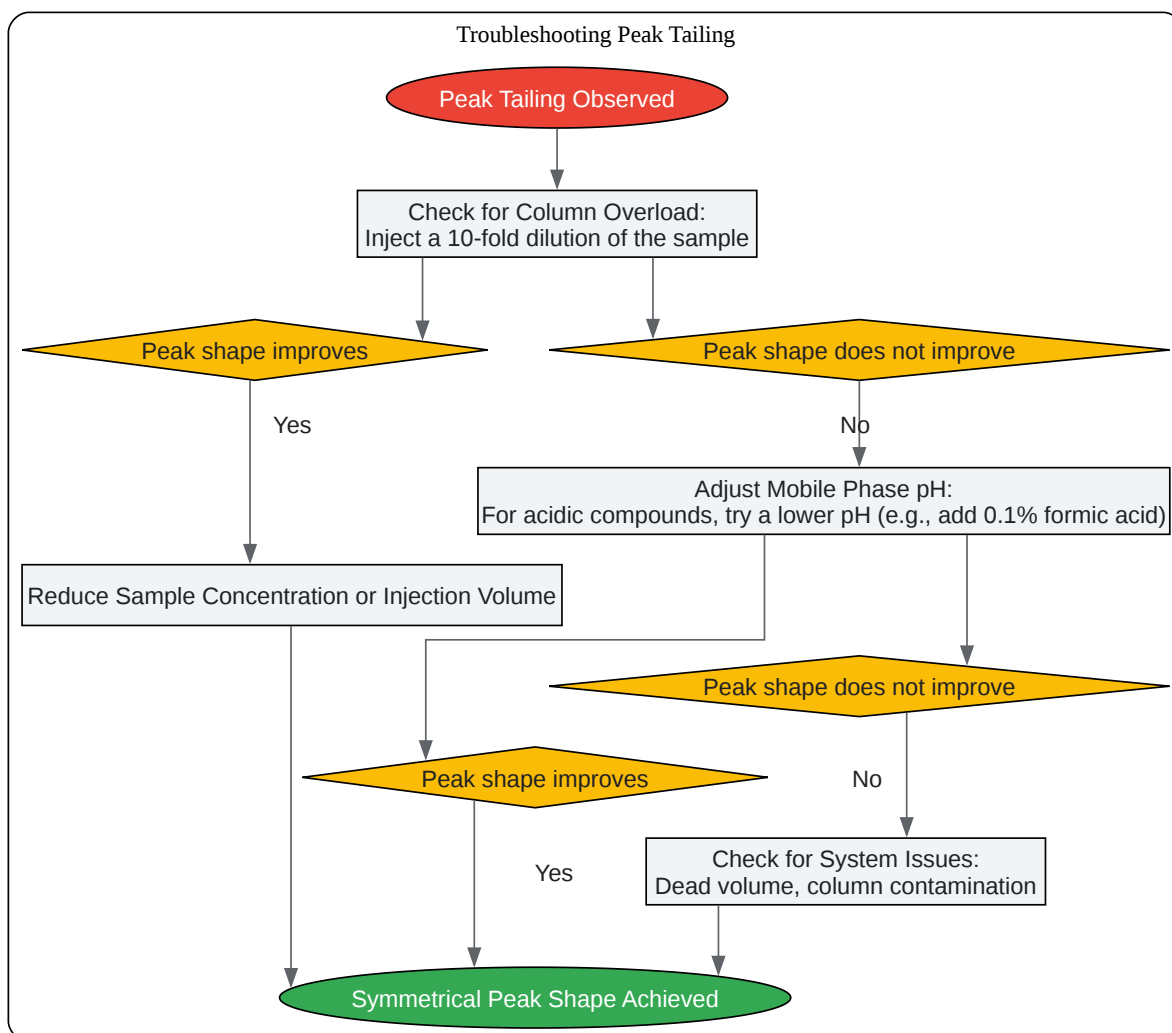 Troubleshooting Peak Tailing
Peak Tailing Observed
Check for Column Overload:
Inject a 10-fold dilution of the sample
Peak shape improves
Peak shape does not improve
Yes
No
Adjust Mobile Phase pH:
For acidic compounds, try a lower pH (e.g., add 0.1% formic acid)
Reduce Sample Concentration or Injection Volume
Peak shape does not improve
Peak shape improves
No
Check for System Issues:
Dead volume, column contamination
Yes
Symmetrical Peak Shape Achieved